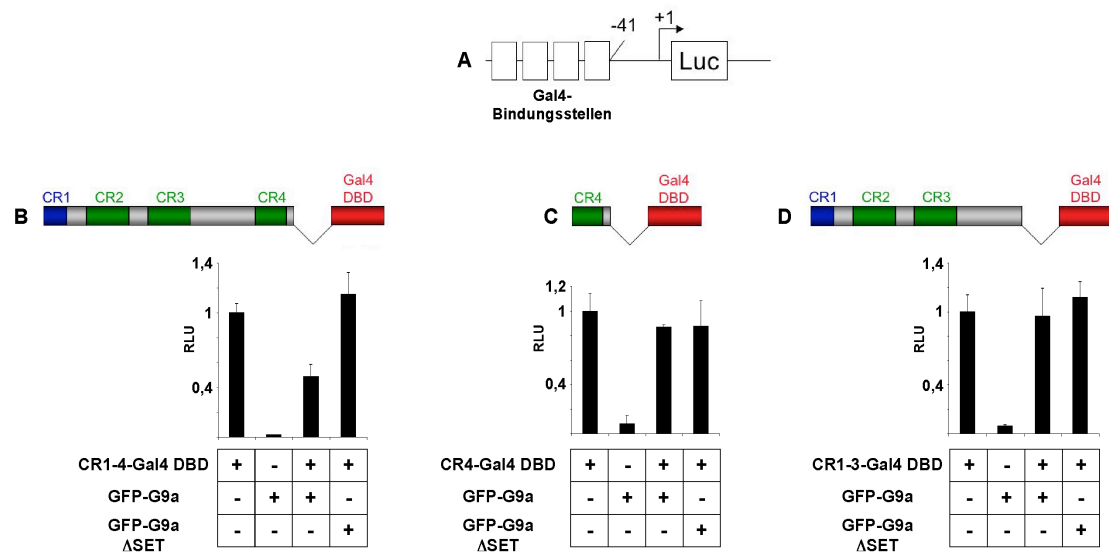 A
-41
+1
Luc
Gal4-
Bindungsstellen
B
CR1
CR2
CR3
CR4
Gal4
DBD
C
CR4
Gal4
DBD
D
CR1
CR2
CR3
Gal4
DBD
1,4
1
0,4
RLU
1,2
1
0,4
RLU
1,4
1
0,4
RLU
CR1-4-Gal4 DBD + - + +
GFP-G9a - + + -
GFP-G9a
ΔSET - - - +
CR4-Gal4 DBD + - + +
GFP-G9a - + + -
GFP-G9a
ΔSET - - - +
CR1-3-Gal4 DBD + - + +
GFP-G9a - + + -
GFP-G9a
ΔSET - - - +